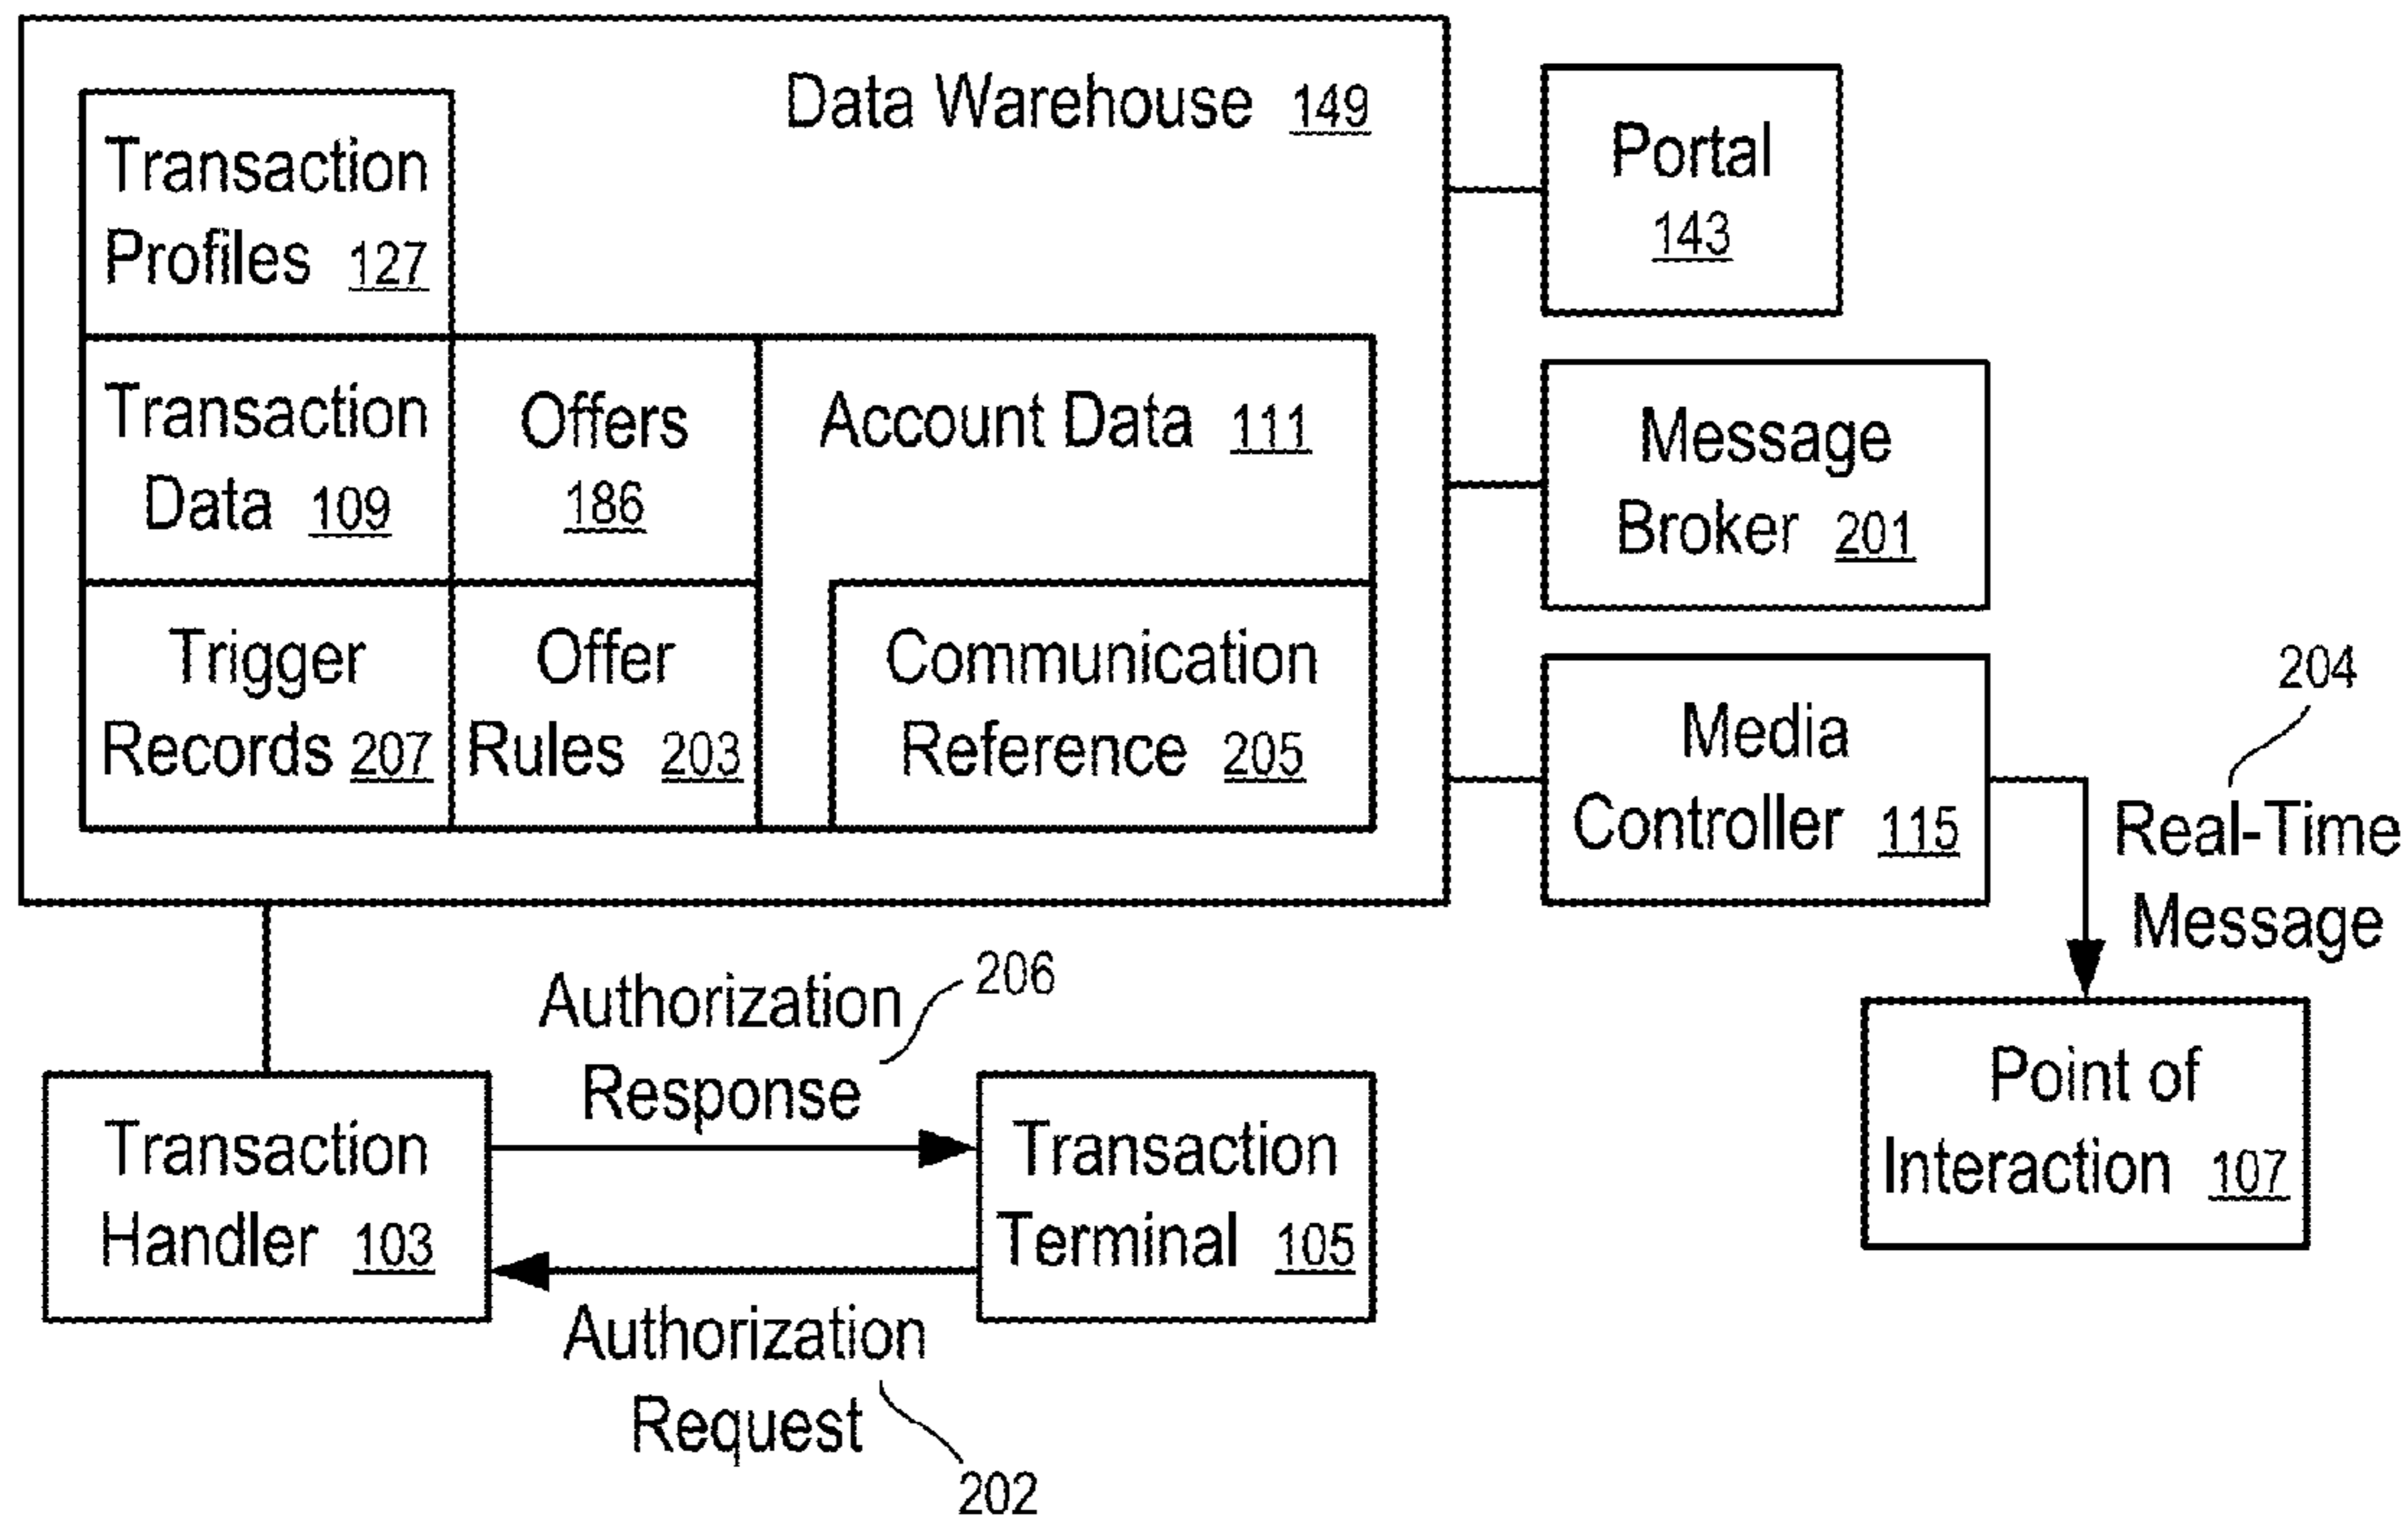 Data Warehouse 149
Transaction
Profiles 127
Transaction
Data 109
Offers
186
Account Data 111
Trigger
Records 207
Offer
Rules 203
Communication
Reference 205
Portal
143
Message
Broker 201
Media
Controller 115
204
Real-Time
Message
Point of
Interaction 107
Authorization
Response
206
Transaction
Handler 103
Transaction
Terminal 105
Authorization
Request
202